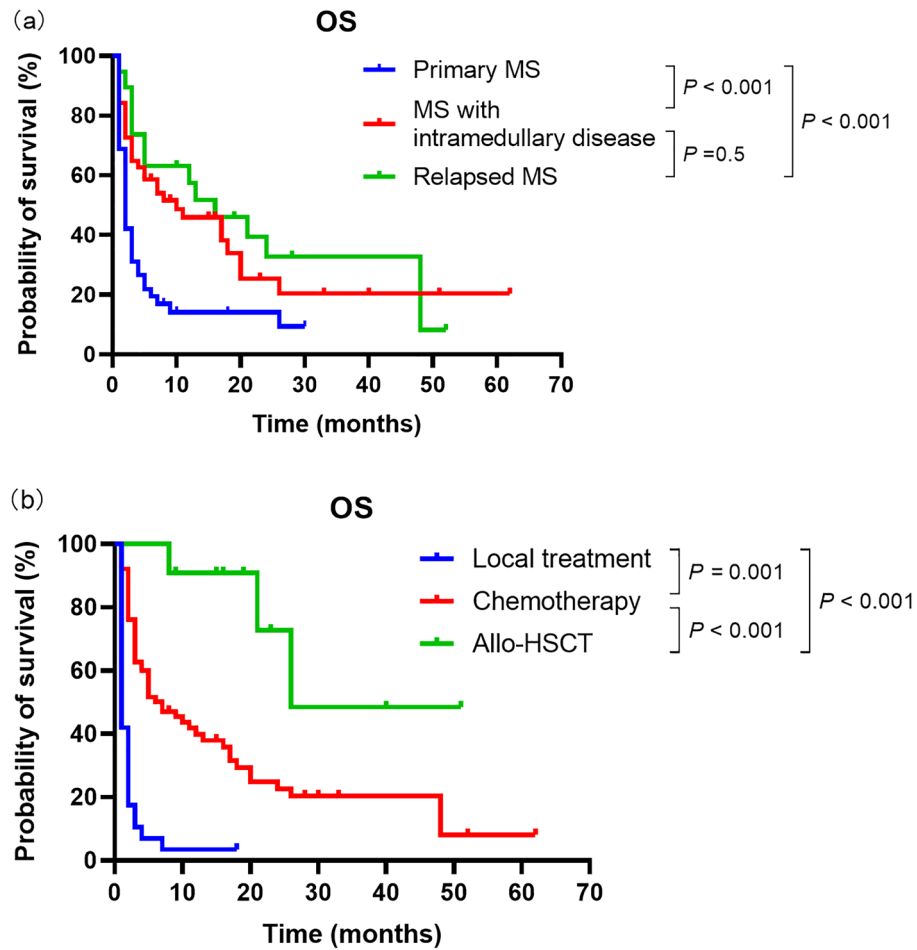 (a)
OS
Probability of survival (%)
100
80
60
40
20
0
0 10 20 30 40 50 60 70
Time (months)
Primary MS
MS with
intramedullary disease
Relapsed MS
P < 0.001
P =0.5
P < 0.001
(b)
OS
Probability of survival (%)
100
80
60
40
20
0
0 10 20 30 40 50 60 70
Time (months)
Local treatment
Chemotherapy
Allo-HSCT
P = 0.001
P < 0.001
P < 0.001